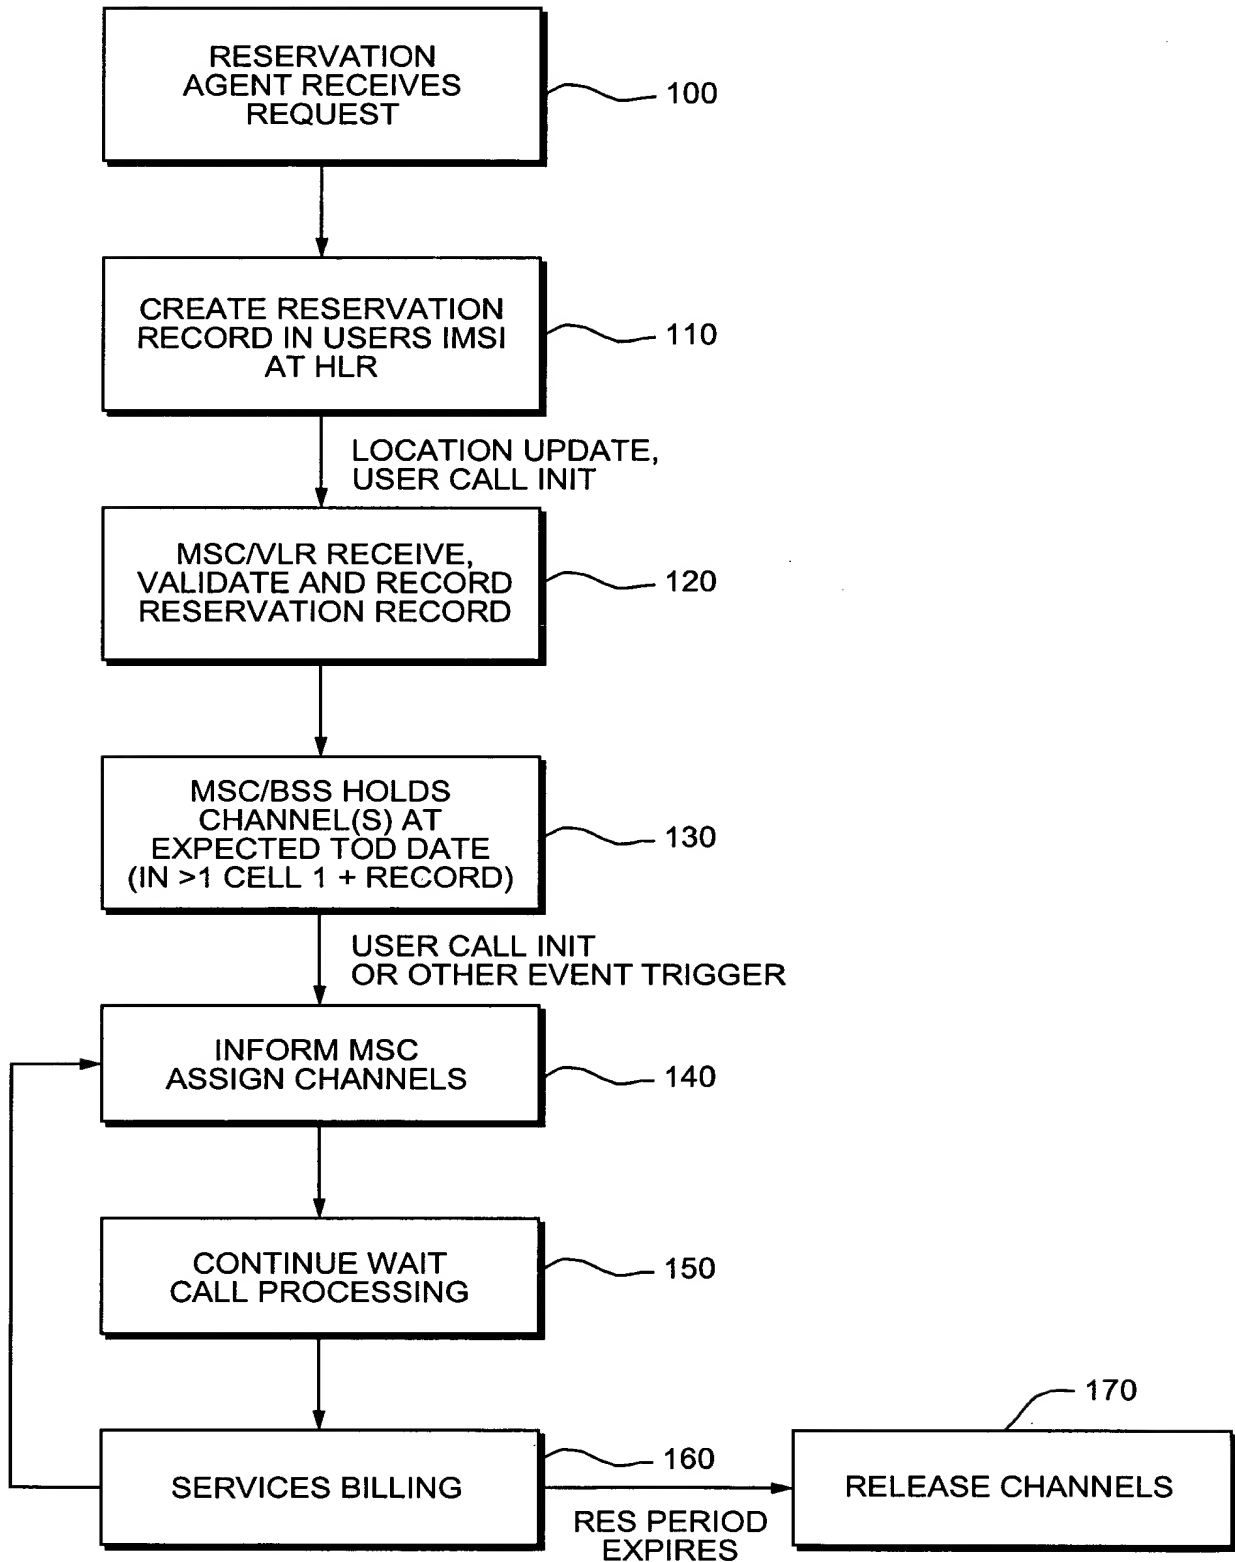 RESERVATION
AGENT RECEIVES
REQUEST
100
CREATE RESERVATION
RECORD IN USERS IMSI
AT HLR
110
LOCATION UPDATE,
USER CALL INIT
MSC/VLR RECEIVE,
VALIDATE AND RECORD
RESERVATION RECORD
120
MSC/BSS HOLDS
CHANNEL(S) AT
EXPECTED TOD DATE
(IN >1 CELL 1 + RECORD)
130
USER CALL INIT
OR OTHER EVENT TRIGGER
INFORM MSC
ASSIGN CHANNELS
140
CONTINUE WAIT
CALL PROCESSING
150
SERVICES BILLING
160
RES PERIOD
EXPIRES
170
RELEASE CHANNELS